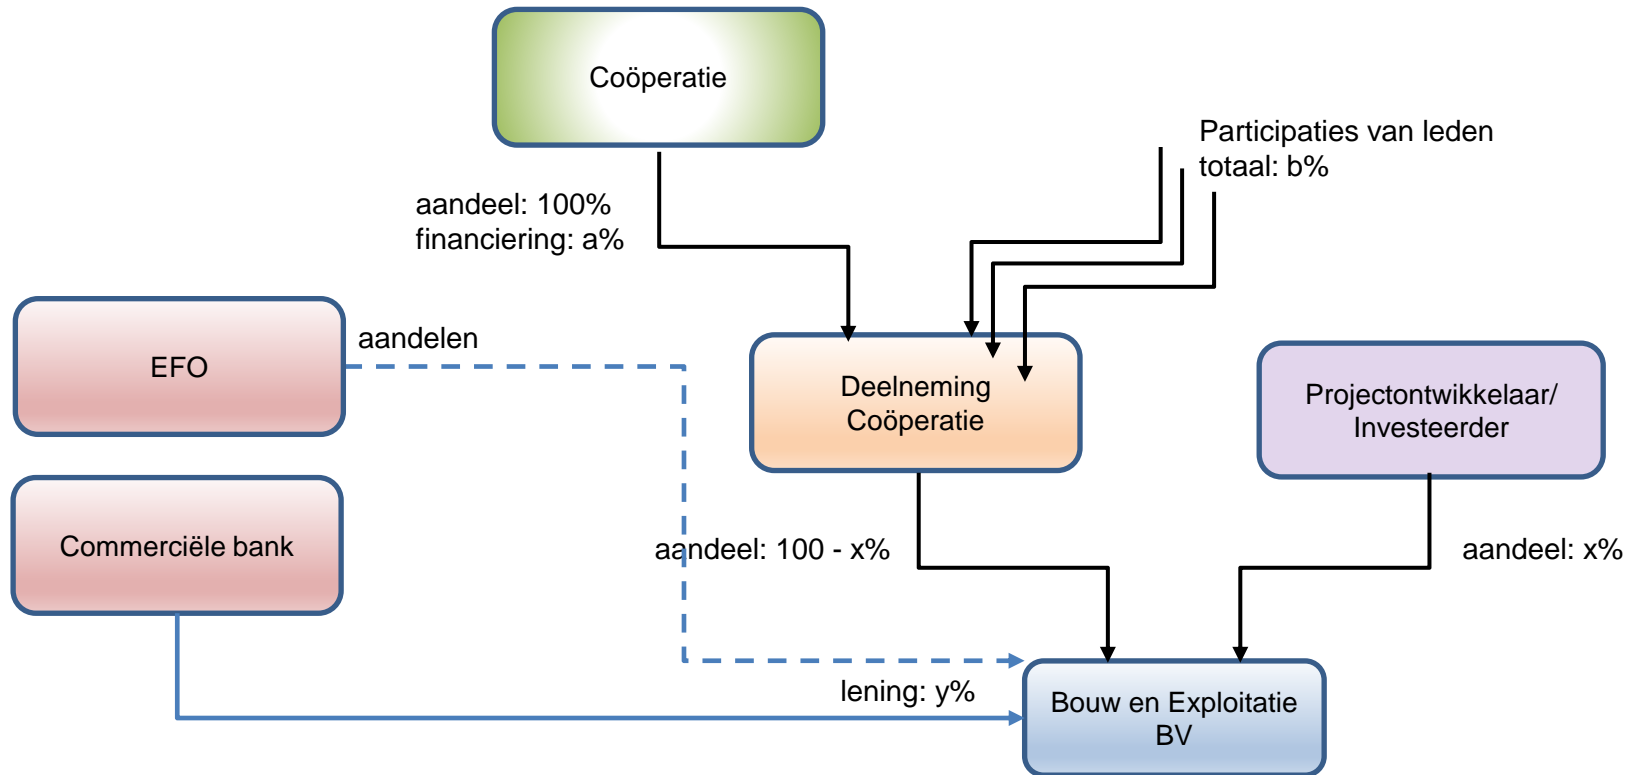 Coöperatie
Participaties van leden
totaal: b%
aandeel: 100%
financiering: a%
EFO
aandelen
Deelneming
Coöperatie
Projectontwikkelaar/
Investeerder
Commerciële bank
aandeel: 100 - x%
aandeel: x%
lening: y%
Bouw en Exploitatie
BV